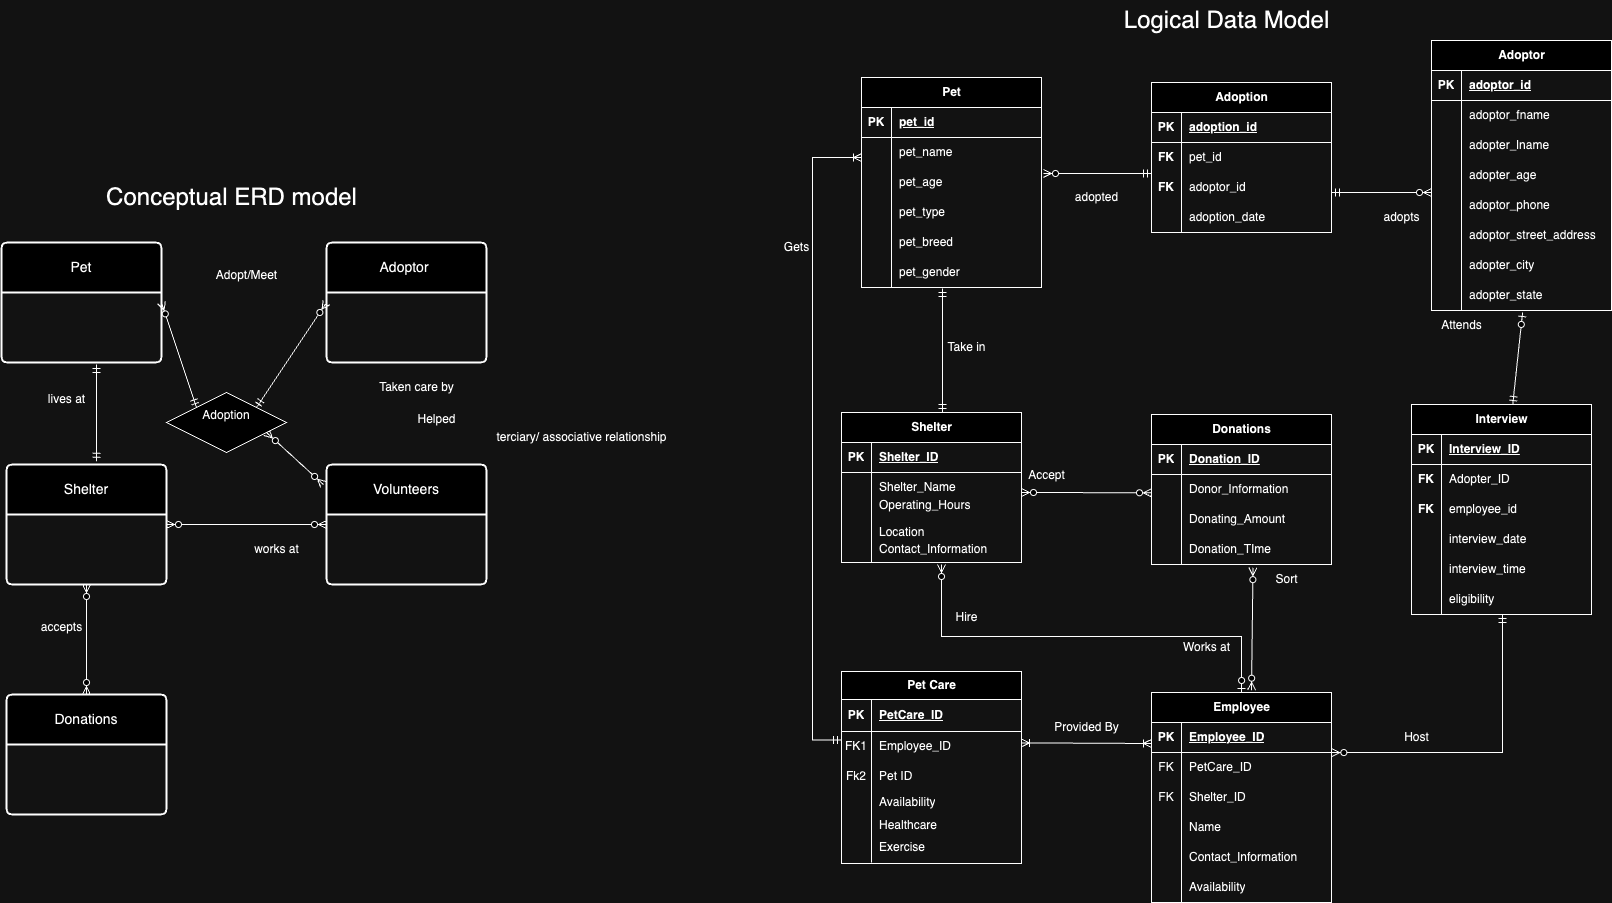 Logical Data Model
Conceptual ERD model
Pet
Adopt/Meet
Adoptor
lives at
Adoption
Taken care by
Helped
terciary/ associative relationship
Shelter
Volunteers
works at
accepts
Donations
Pet
PK pet_id
pet_name
pet_age
pet_type
pet_breed
pet_gender
adopted
Adoption
PK adoption_id
FK pet_id
FK adoptor_id
adoption_date
adopts
Adoptor
PK adoptor_id
adoptor_fname
adopter_lname
adopter_age
adoptor_phone
adoptor_street_address
adopter_city
adopter_state
Gets
Take in
Attends
Shelter
PK Shelter_ID
Shelter_Name
Operating_Hours
Location
Contact_Information
Accept
Donations
PK Donation_ID
Donor_Information
Donating_Amount
Donation_TIme
Interview
PK Interview_ID
FK Adopter_ID
FK employee_id
interview_date
interview_time
eligibility
Sort
Hire
Works at
Pet Care
PK PetCare_ID
FK1 Employee_ID
Fk2 Pet ID
Availability
Healthcare
Exercise
Provided By
Employee
PK Employee_ID
FK PetCare_ID
FK Shelter_ID
Name
Contact_Information
Availability
Host